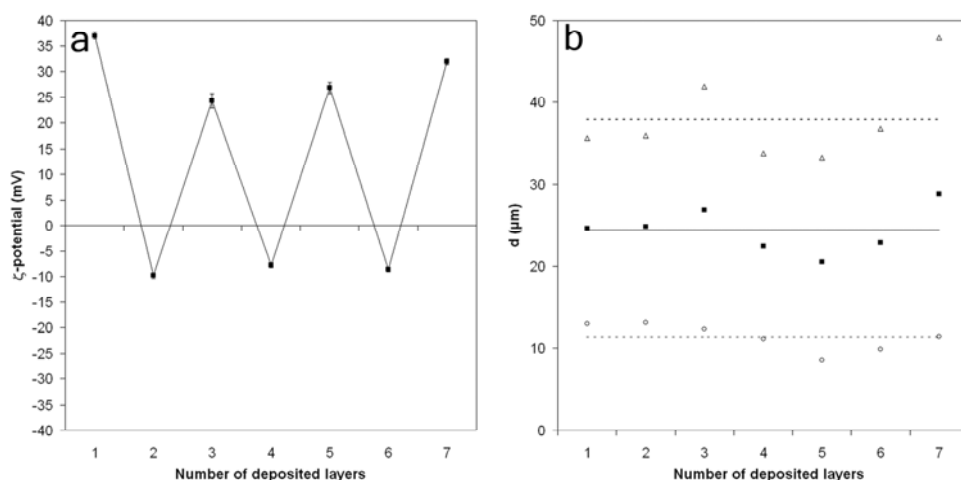 a
ζ-potential (mV)
40
35
30
25
20
15
10
5
0
-5
-10
-15
-20
-25
-30
-35
-40
1 2 3 4 5 6 7
Number of deposited layers
b
d (µm)
50
40
30
20
10
0
1 2 3 4 5 6 7
Number of deposited layers